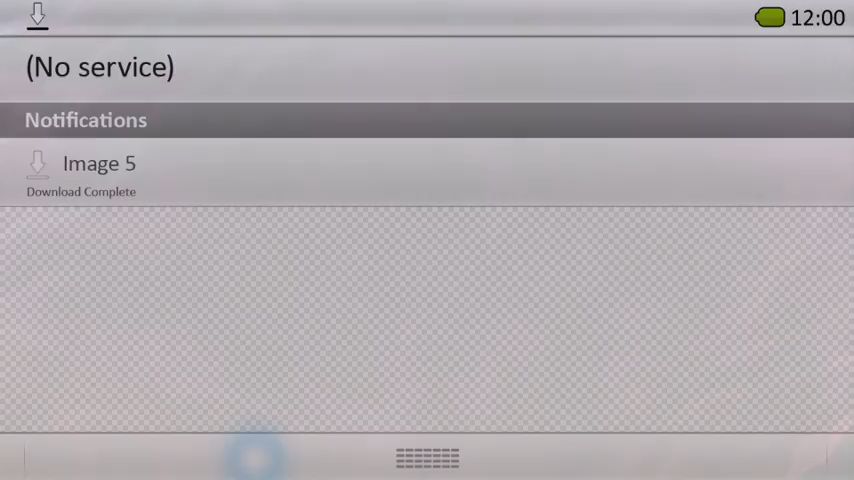 12:00
(No service)
Notifications
Image 5
Download Complete